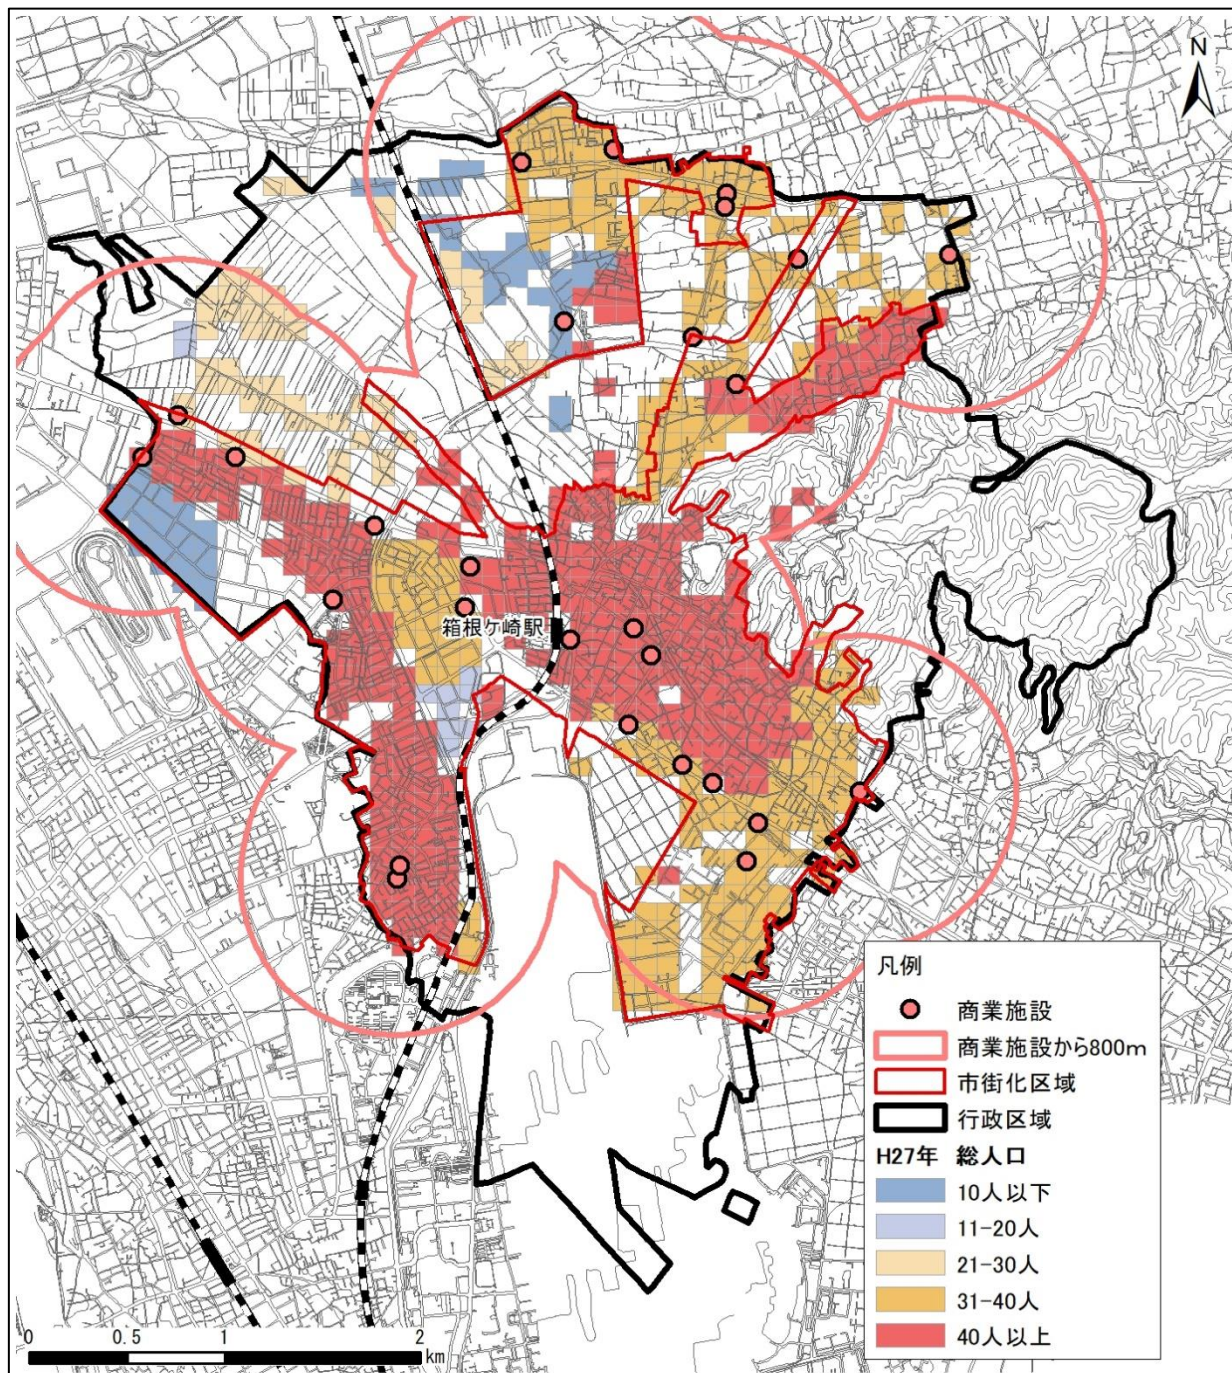 N
箱根ケ崎駅
凡例
商業施設
商業施設から800m
市街化区域
行政区域
H27年 総人口
10人以下
11-20人
21-30人
31-40人
40人以上
0 0.5 1 2
km